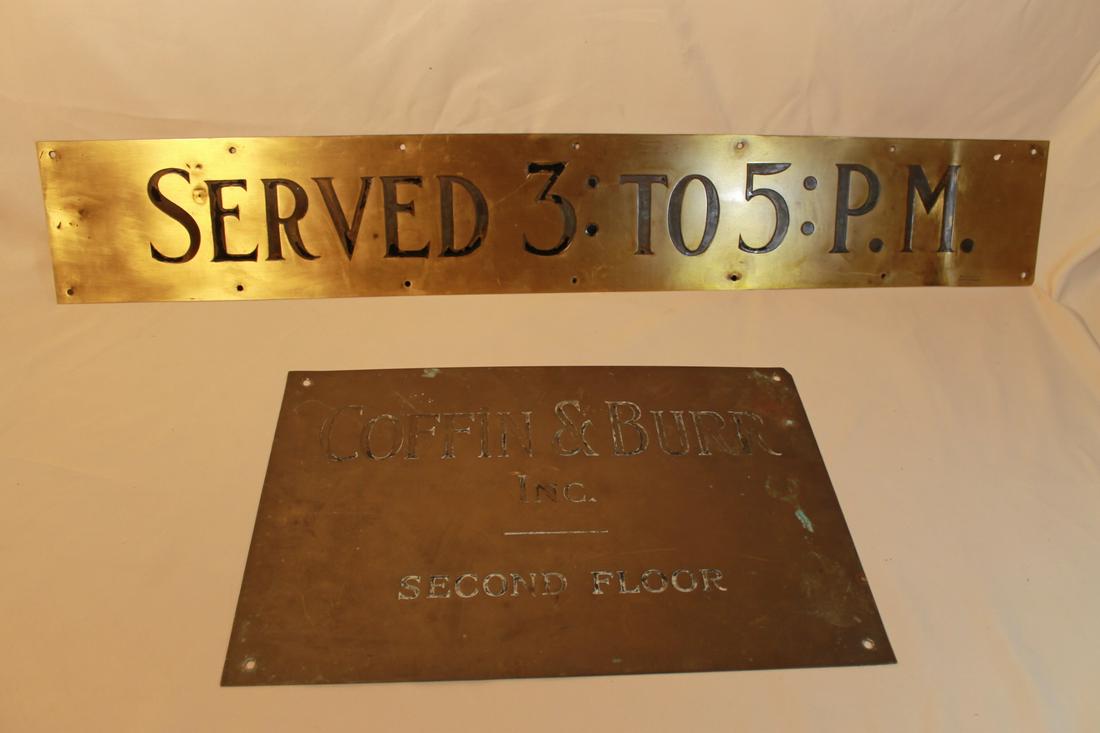 SERVED 3: TO 5: P.M.
COFFIN & BURR
INC.
SECOND FLOOR